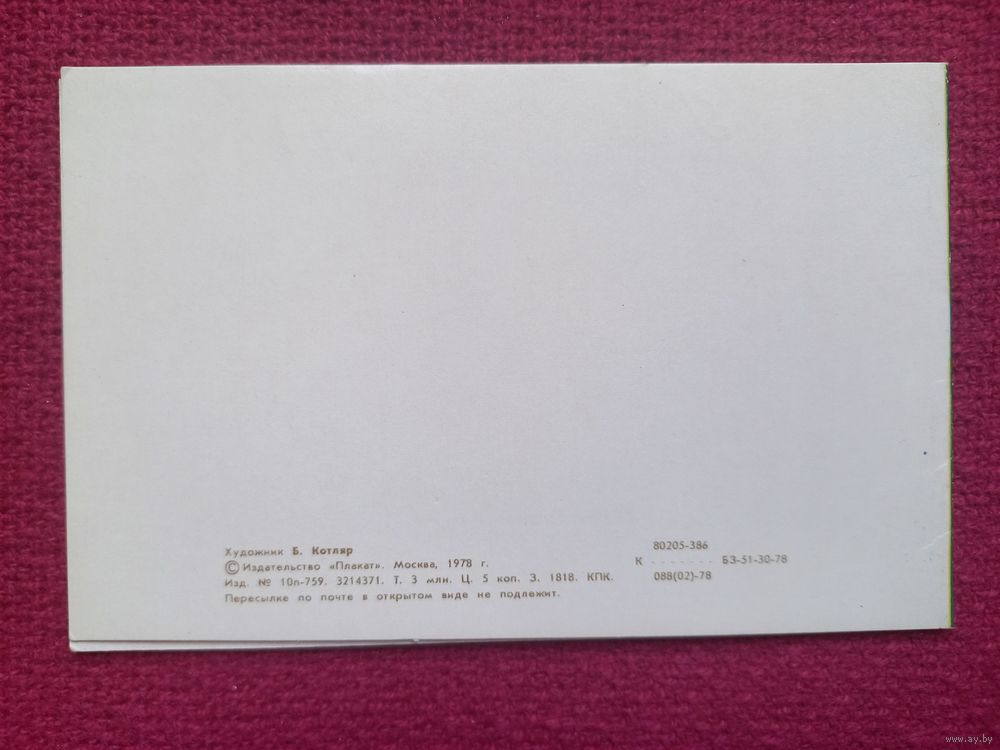 Художник Б. Котляр
© Издательство «Плакат». Москва, 1978 г.
Изд. № 10п-759. 3214371. Т. 3 млн. Ц. 5 коп. З. 1818. КПК.
Пересылке по почте в открытом виде не подлежит.
80205-386
К ------- БЗ-51-30-78
088(02)-78
www.ay.by